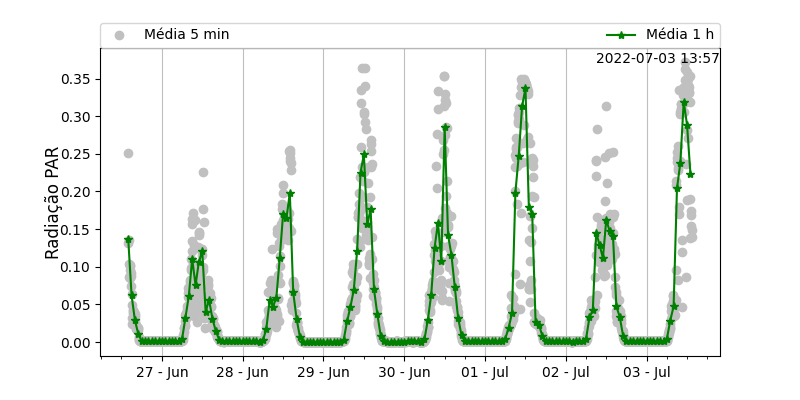 Média 5 min
Média 1 h
2022-07-03 13:57
Radiação PAR
0.35
0.30
0.25
0.20
0.15
0.10
0.05
0.00
27 - Jun
28 - Jun
29 - Jun
30 - Jun
01 - Jul
02 - Jul
03 - Jul